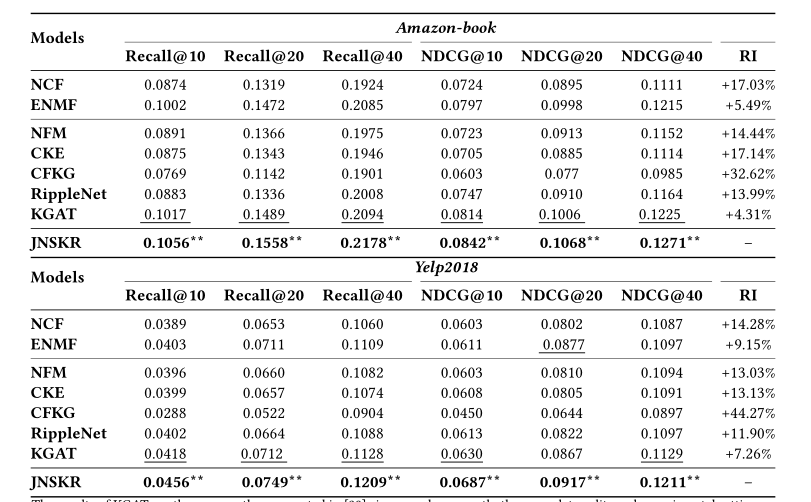 Models Amazon-book
Recall@10 Recall@20 Recall@40 NDCG@10 NDCG@20 NDCG@40 RI
NCF 0.0874 0.1319 0.1924 0.0724 0.0895 0.1111 +17.03%
ENMF 0.1002 0.1472 0.2085 0.0797 0.0998 0.1215 +5.49%
NFM 0.0891 0.1366 0.1975 0.0723 0.0913 0.1152 +14.44%
CKE 0.0875 0.1343 0.1946 0.0705 0.0885 0.1114 +17.14%
CFKG 0.0769 0.1142 0.1901 0.0603 0.077 0.0985 +32.62%
RippleNet 0.0883 0.1336 0.2008 0.0747 0.0910 0.1164 +13.99%
KGAT 0.1017 0.1489 0.2094 0.0814 0.1006 0.1225 +4.31%
JNSKR 0.1056** 0.1558** 0.2178** 0.0842** 0.1068** 0.1271** –
Models Yelp2018
Recall@10 Recall@20 Recall@40 NDCG@10 NDCG@20 NDCG@40 RI
NCF 0.0389 0.0653 0.1060 0.0603 0.0802 0.1087 +14.28%
ENMF 0.0403 0.0711 0.1109 0.0611 0.0877 0.1097 +9.15%
NFM 0.0396 0.0660 0.1082 0.0603 0.0810 0.1094 +13.03%
CKE 0.0399 0.0657 0.1074 0.0608 0.0805 0.1091 +13.13%
CFKG 0.0288 0.0522 0.0904 0.0450 0.0644 0.0897 +44.27%
RippleNet 0.0402 0.0664 0.1088 0.0613 0.0822 0.1097 +11.90%
KGAT 0.0418 0.0712 0.1128 0.0630 0.0867 0.1129 +7.26%
JNSKR 0.0456** 0.0749** 0.1209** 0.0687** 0.0917** 0.1211** –